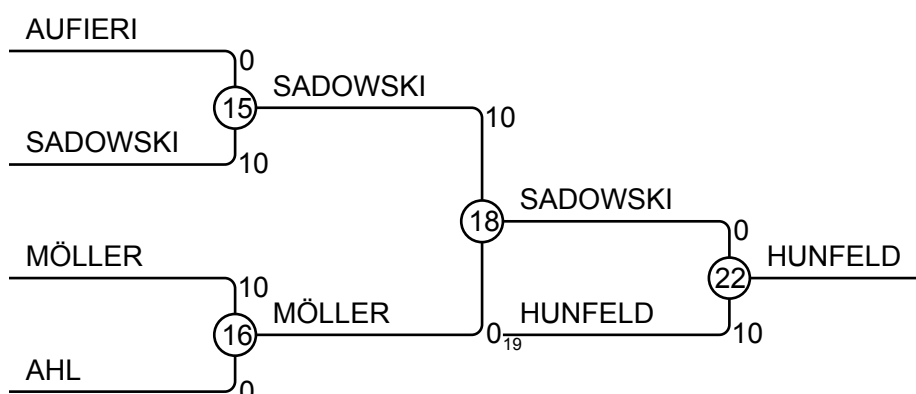 AUFIERI
0
15 SADOWSKI
10
SADOWSKI
10
18 SADOWSKI
0
MÖLLER
22 HUNFELD
10
16 MÖLLER
0 19 HUNFELD
10
AHL
0